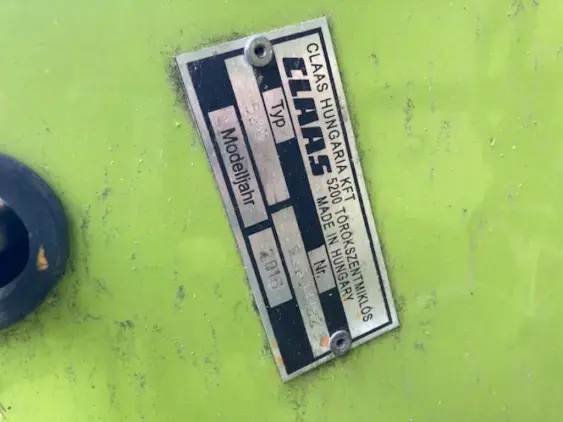 CLAAS HUNGARIA KFT
5200 TÖRÖKSZENTMIKLÓS
MADE IN HUNGARY
CLAAS
Typ
Nr.
Modelljahr